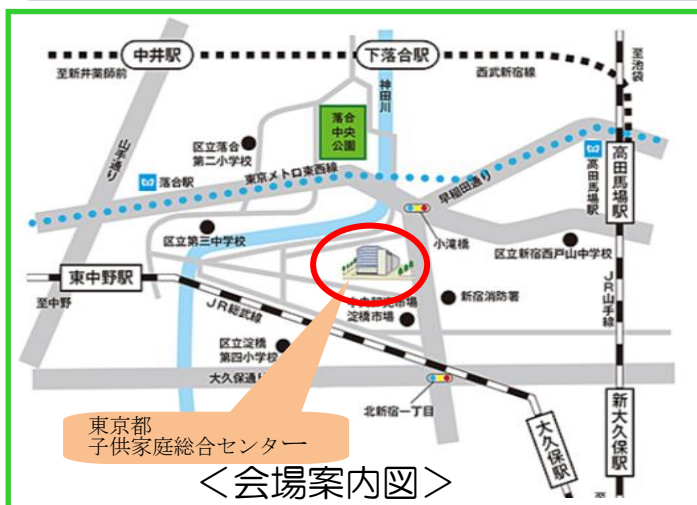 中井駅
下落合駅
至新井薬師前
西武新宿線
至池袋
神田川
山手通り
落合
中央
公園
区立落合
第二小学校
落合駅
東京メトロ東西線
早稲田通り
高田馬場駅
高田馬場駅
小滝橋
区立第三中学校
区立新宿西戸山中学校
東中野駅
至中野
JR総武線
中央卸売市場
淀橋市場
新宿消防署
JR山手線
区立淀橋
第四小学校
大久保通り
北新宿一丁目
大久保駅
新大久保駅
至
東京都
子供家庭総合センター
＜会場案内図＞